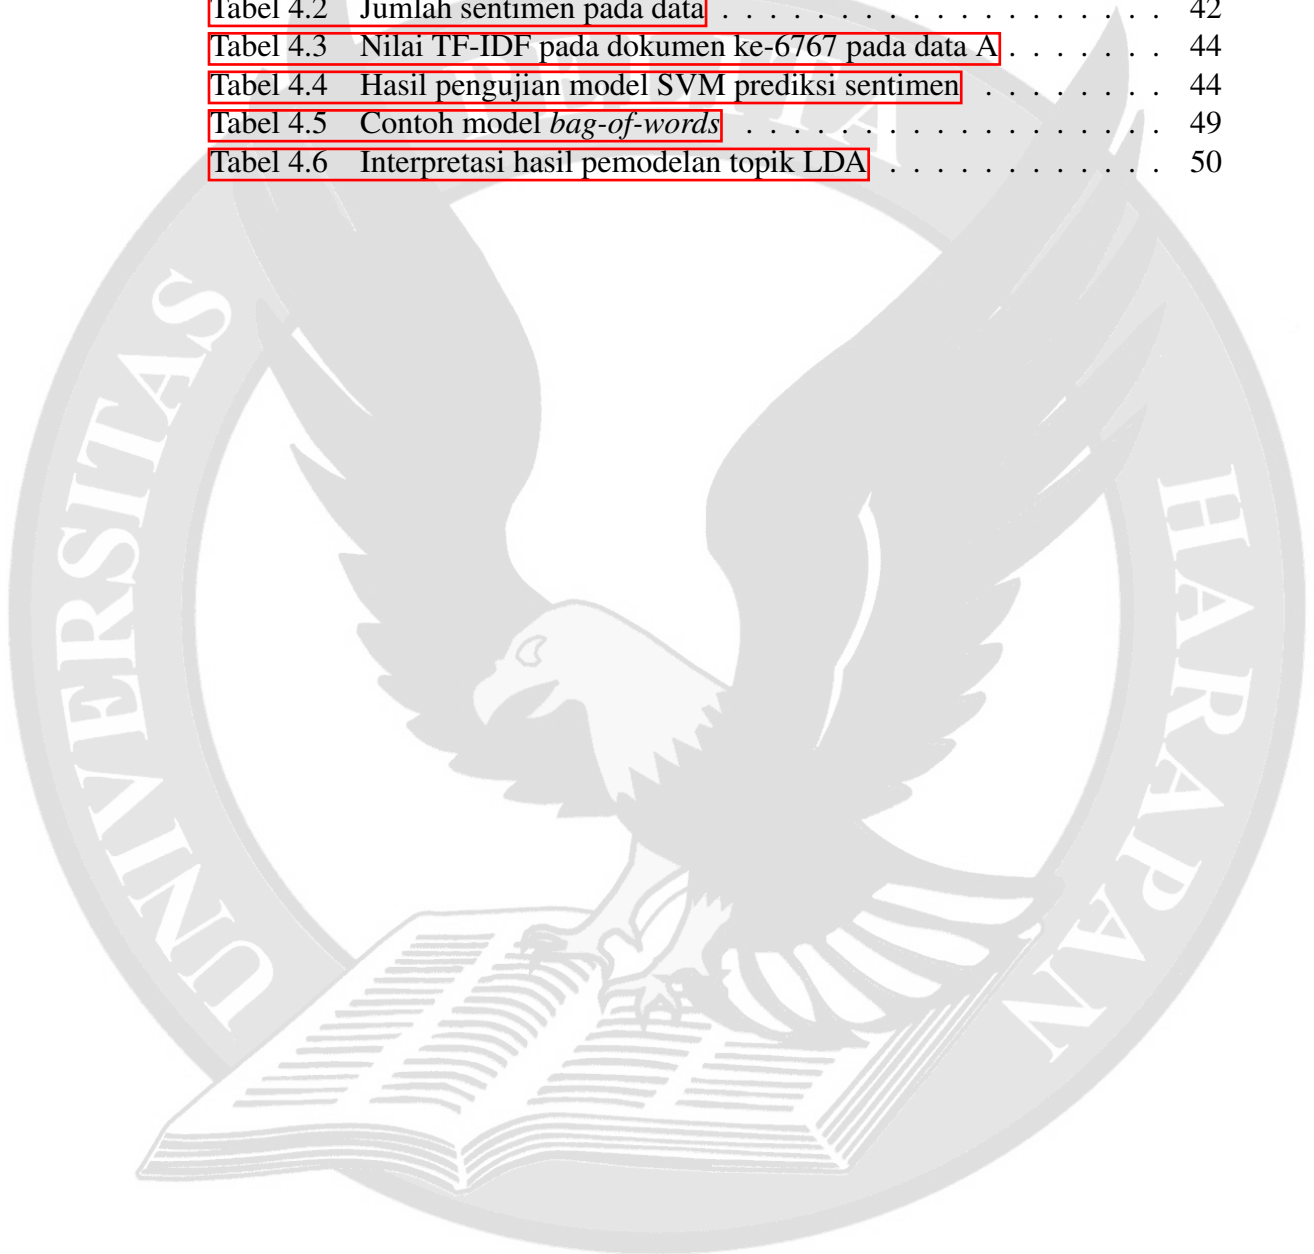 Tabel 4.2 Jumlah sentimen pada data . . . . . . . . . . . . . . . . . . . 42
Tabel 4.3 Nilai TF-IDF pada dokumen ke-6767 pada data A . . . . . . . 44
Tabel 4.4 Hasil pengujian model SVM prediksi sentimen . . . . . . . . 44
Tabel 4.5 Contoh model bag-of-words . . . . . . . . . . . . . . . . . . 49
Tabel 4.6 Interpretasi hasil pemodelan topik LDA . . . . . . . . . . . . 50
UNIVERSITAS
HARAPAN